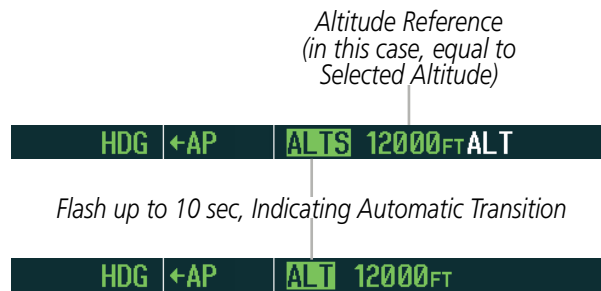 Altitude Reference
(in this case, equal to
Selected Altitude)
HDG ←AP ALTS 12000FT ALT
Flash up to 10 sec, Indicating Automatic Transition
HDG ←AP ALT 12000FT